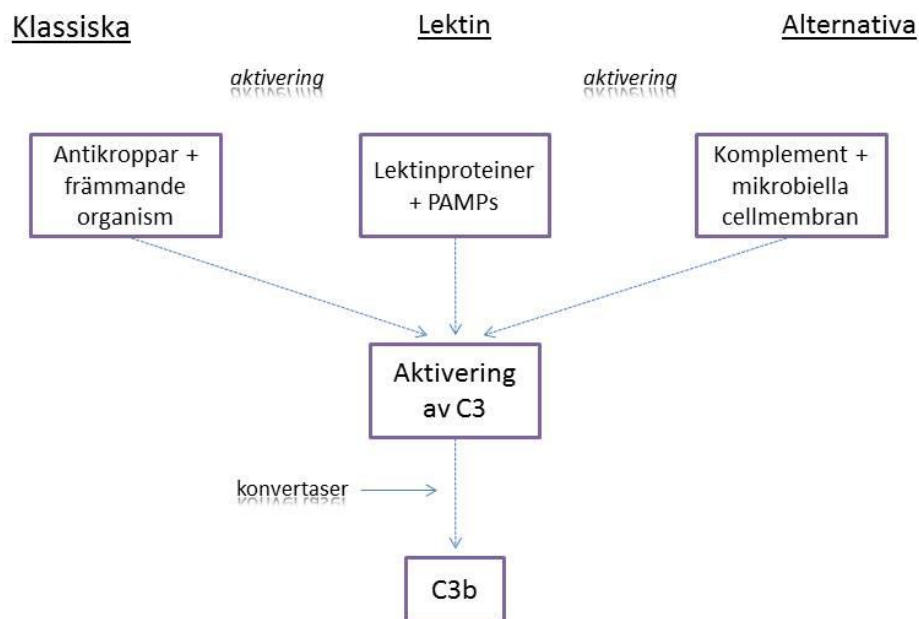 Klassiska
Lektin
Alternativa
aktivering
aktivering
Antikroppar +
främmande
organism
Lektinproteiner
+ PAMPs
Komplement +
mikrobiella
cellmembran
Aktivering
av C3
konvertaser
C3b